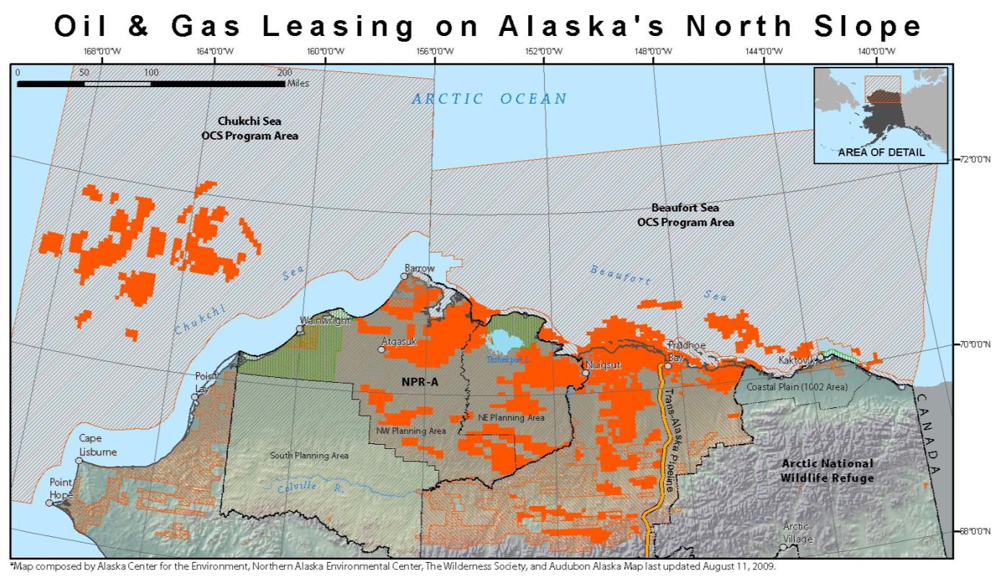 Oil & Gas Leasing on Alaska's North Slope
168°0'0"W
164°0'0"W
160°0'0"W
156°0'0"W
152°0'0"W
148°0'0"W
144°0'0"W
140°0'0"W
0
50
100
200
Miles
ARCTIC OCEAN
Chukchi Sea
OCS Program Area
AREA OF DETAIL
72°0'0"N
Beaufort Sea
OCS Program Area
Barrow
Beaufort Sea
Chukchi Sea
Wainwright
Atqasuk
Teshekpuk L.
Nuiqsut
Prudhoe
Bay
Kaktovik
70°0'0"N
Point
Lay
NPR-A
Coastal Plain (1002 Area)
NE Planning Area
NW Planning Area
Trans-Alaska Pipeline
CANADA
Cape
Lisburne
South Planning Area
Arctic National
Wildlife Refuge
Point
Hope
Colville R.
Arctic
Village
68°0'0"N
*Map composed by Alaska Center for the Environment, Northern Alaska Environmental Center, The Wilderness Society, and Audubon Alaska Map last updated August 11, 2009.